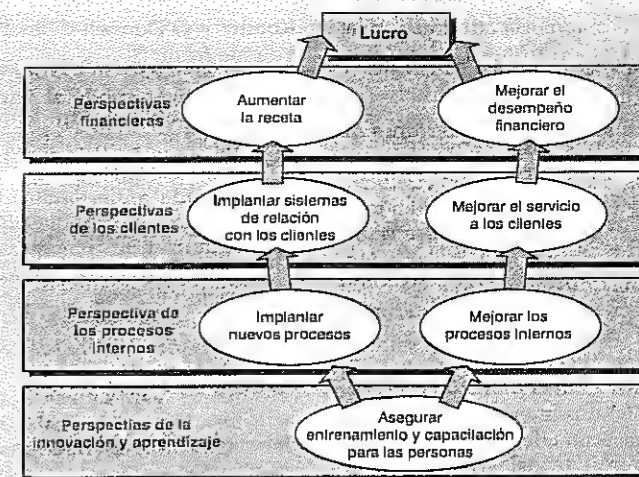 Lucro
Perspectivas
financieras
Aumentar
la receta
Mejorar el
desempeño
financiero
Perspectivas
de los clientes
Implantar sistemas
de relación
con los clientes
Mejorar el servicio
a los clientes
Perspectiva de
los procesos
internos
Implantar
nuevos procesos
Mejorar los
procesos internos
Perspectias de la
innovación y aprendizaje
Asegurar
entrenamiento y capacitación
para las personas